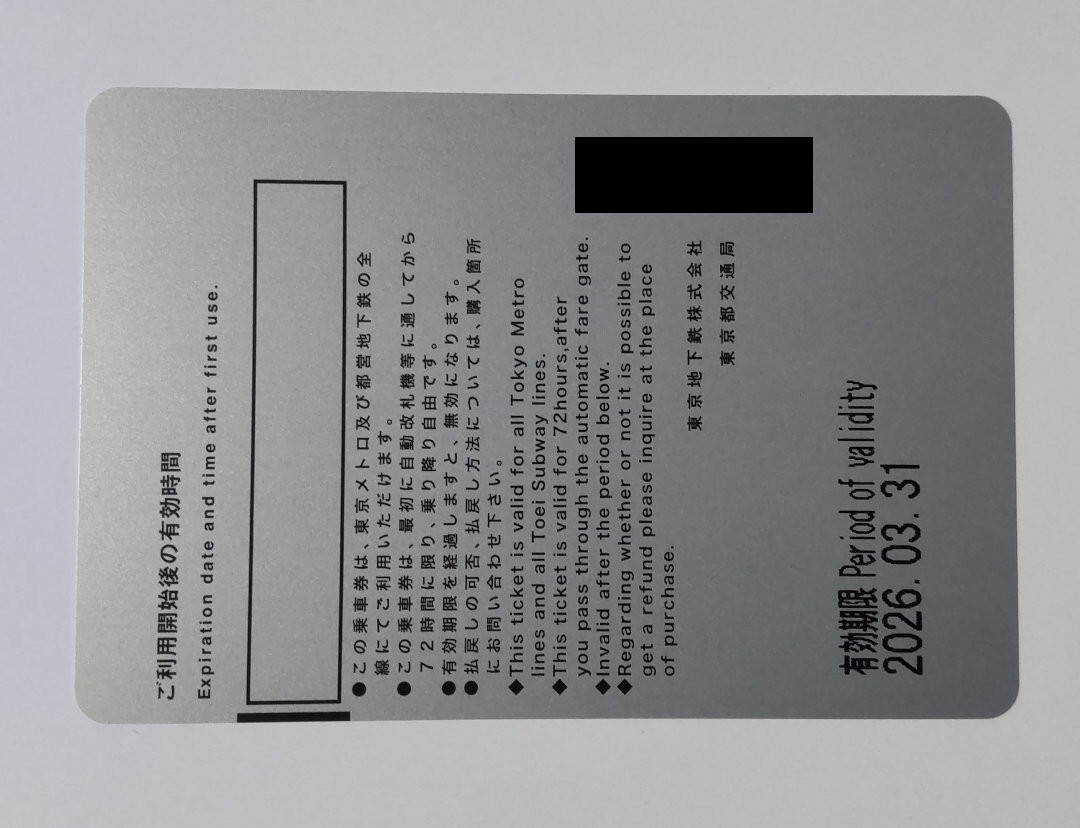 ご利用開始後の有効時間
Expiration date and time after first use.
●この乗車券は、東京メトロ及び都営地下鉄の全
線にてご利用いただけます。
●この乗車券は、最初に自動改札機等に通してから
７２時間に限り、乗り降り自由です。
●有効期限を経過しますと、無効になります。
●払戻しの可否、払戻し方法については、購入箇所
にお問い合わせ下さい。
◆This ticket is valid for all Tokyo Metro
lines and all Toei Subway lines.
◆This ticket is valid for 72hours,after
you pass through the automatic fare gate.
◆Invalid after the period below.
◆Regarding whether or not it is possible to
get a refund please inquire at the place
of purchase.
東京地下鉄株式会社
東京都交通局
有効期限 Period of validity
2026. 03. 31